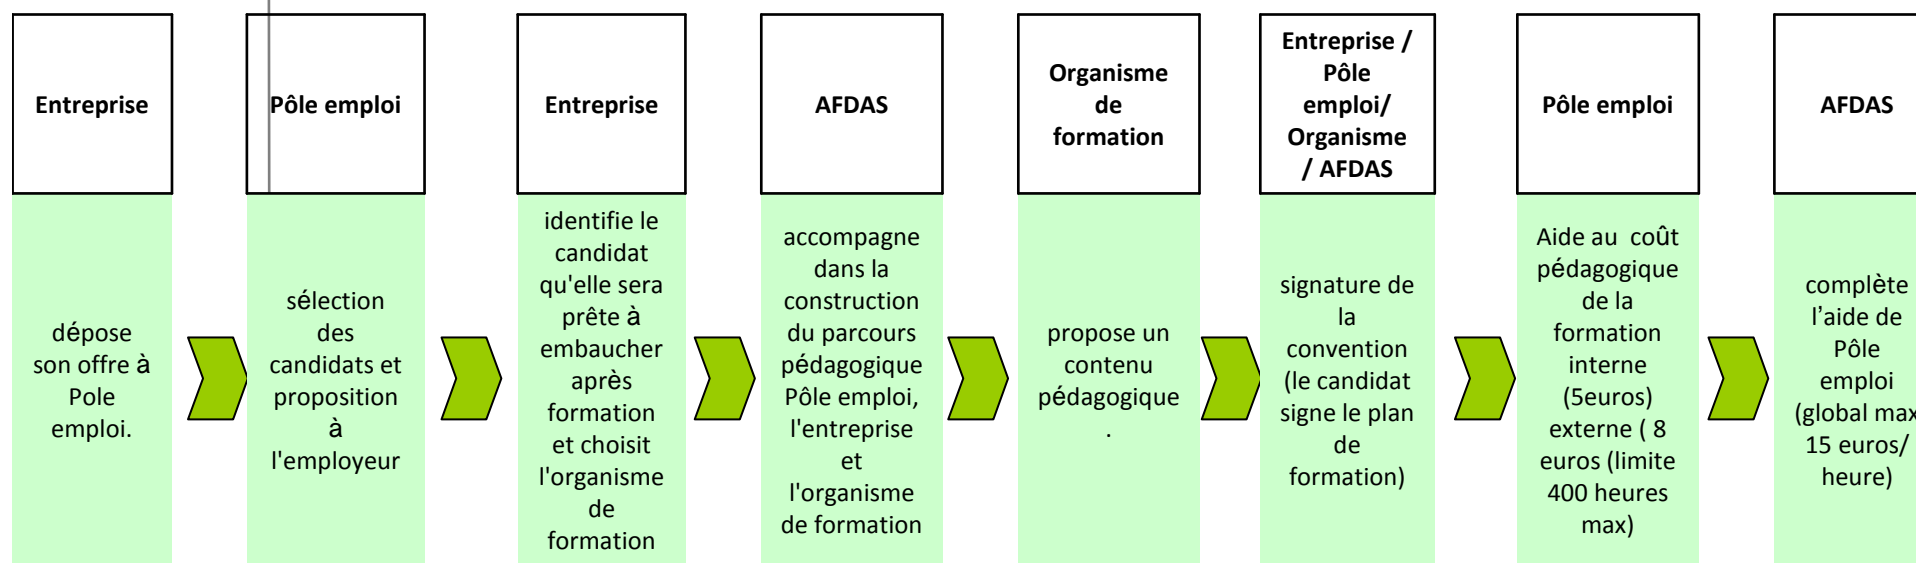 Entreprise
dépose
son offre à
Pole
emploi.
Pôle emploi
sélection
des
candidats et
proposition
à
l'employeur
Entreprise
identifie le
candidat
qu'elle sera
prête à
embaucher
après
formation
et choisit
l'organisme
de
formation
AFDAS
accompagne
dans la
construction
du parcours
pédagogique
Pôle emploi,
l'entreprise
et
l'organisme
de formation
Organisme
de
formation
propose un
contenu
pédagogique
.
Entreprise /
Pôle
emploi/
Organisme
/ AFDAS
signature de
la
convention
(le candidat
signe le plan
de
formation)
Pôle emploi
Aide au  coût
pédagogique
de la
formation
interne
(5euros)
externe ( 8
euros (limite
400 heures
max)
AFDAS
complète
l’aide de
Pôle
emploi
(global max
15 euros/
heure)